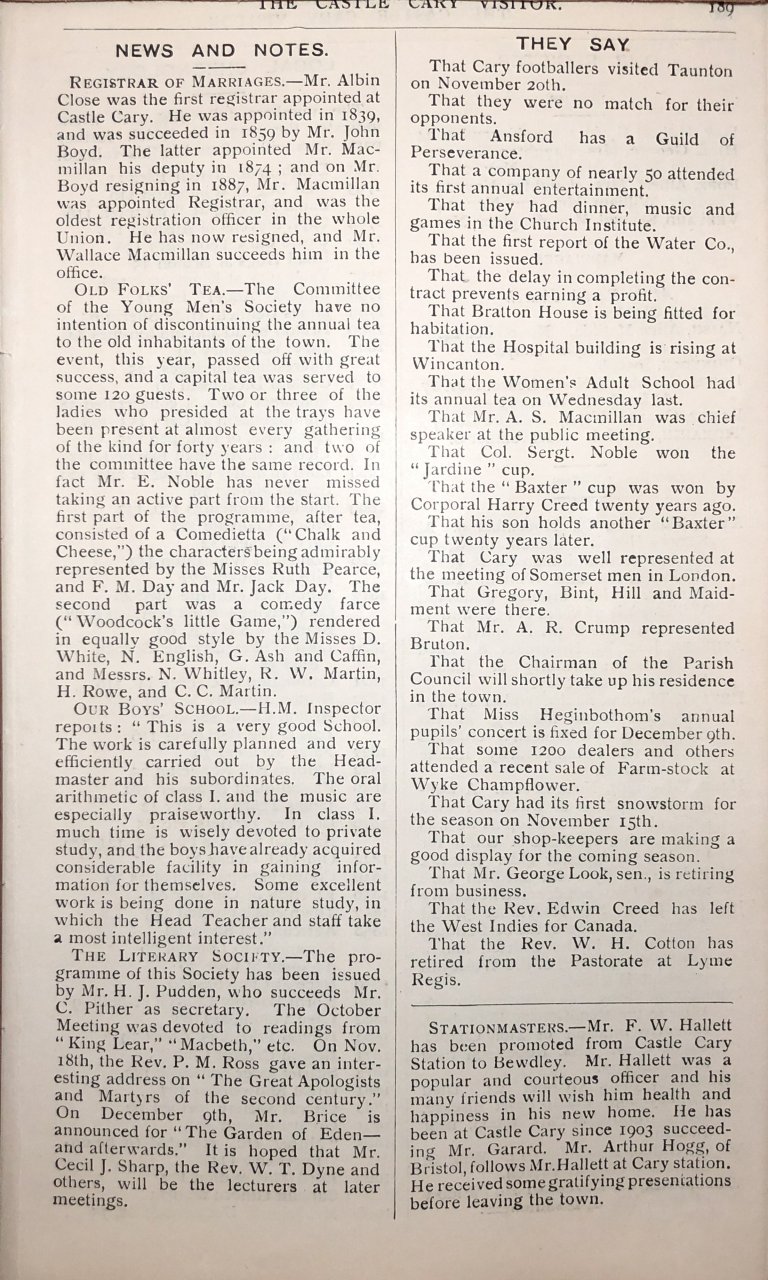 THE CASTLE CARY VISITOR.
189
NEWS AND NOTES.
REGISTRAR OF MARRIAGES.—Mr. Albin
Close was the first registrar appointed at
Castle Cary. He was appointed in 1839,
and was succeeded in 1859 by Mr. John
Boyd. The latter appointed Mr. Mac-
millan his deputy in 1874 ; and on Mr.
Boyd resigning in 1887, Mr. Macmillan
was appointed Registrar, and was the
oldest registration officer in the whole
Union. He has now resigned, and Mr.
Wallace Macmillan succeeds him in the
office.
OLD FOLKS' TEA.—The Committee
of the Young Men's Society have no
intention of discontinuing the annual tea
to the old inhabitants of the town. The
event, this year, passed off with great
success, and a capital tea was served to
some 120 guests. Two or three of the
ladies who presided at the trays have
been present at almost every gathering
of the kind for forty years : and two of
the committee have the same record. In
fact Mr. E. Noble has never missed
taking an active part from the start. The
first part of the programme, after tea,
consisted of a Comedietta ("Chalk and
Cheese,") the characters being admirably
represented by the Misses Ruth Pearce,
and F. M. Day and Mr. Jack Day. The
second part was a comedy farce
("Woodcock's little Game,") rendered
in equally good style by the Misses D.
White, N. English, G. Ash and Caffin,
and Messrs. N. Whitley, R. W. Martin,
H. Rowe, and C. C. Martin.
OUR BOYS' SCHOOL.—H.M. Inspector
reports : " This is a very good School.
The work is carefully planned and very
efficiently carried out by the Head-
master and his subordinates. The oral
arithmetic of class I. and the music are
especially praiseworthy. In class I.
much time is wisely devoted to private
study, and the boys have already acquired
considerable facility in gaining infor-
mation for themselves. Some excellent
work is being done in nature study, in
which the Head Teacher and staff take
a most intelligent interest."
THE LITERARY SOCIETY.—The pro-
gramme of this Society has been issued
by Mr. H. J. Pudden, who succeeds Mr.
C. Pither as secretary. The October
Meeting was devoted to readings from
" King Lear," " Macbeth," etc. On Nov.
18th, the Rev. P. M. Ross gave an inter-
esting address on " The Great Apologists
and Martyrs of the second century."
On December 9th, Mr. Brice is
announced for " The Garden of Eden—
and afterwards." It is hoped that Mr.
Cecil J. Sharp, the Rev. W. T. Dyne and
others, will be the lecturers at later
meetings.
THEY SAY
That Cary footballers visited Taunton
on November 20th.
That they were no match for their
opponents.
That Ansford has a Guild of
Perseverance.
That a company of nearly 50 attended
its first annual entertainment.
That they had dinner, music and
games in the Church Institute.
That the first report of the Water Co.,
has been issued.
That the delay in completing the con-
tract prevents earning a profit.
That Bratton House is being fitted for
habitation.
That the Hospital building is rising at
Wincanton.
That the Women's Adult School had
its annual tea on Wednesday last.
That Mr. A. S. Macmillan was chief
speaker at the public meeting.
That Col. Sergt. Noble won the
" Jardine " cup.
That the " Baxter " cup was won by
Corporal Harry Creed twenty years ago.
That his son holds another "Baxter"
cup twenty years later.
That Cary was well represented at
the meeting of Somerset men in London.
That Gregory, Bint, Hill and Maid-
ment were there.
That Mr. A. R. Crump represented
Bruton.
That the Chairman of the Parish
Council will shortly take up his residence
in the town.
That Miss Heginbothom's annual
pupils' concert is fixed for December 9th.
That some 1200 dealers and others
attended a recent sale of Farm-stock at
Wyke Champflower.
That Cary had its first snowstorm for
the season on November 15th.
That our shop-keepers are making a
good display for the coming season.
That Mr. George Look, sen., is retiring
from business.
That the Rev. Edwin Creed has left
the West Indies for Canada.
That the Rev. W. H. Cotton has
retired from the Pastorate at Lyme
Regis.
STATIONMASTERS.—Mr. F. W. Hallett
has been promoted from Castle Cary
Station to Bewdley. Mr. Hallett was a
popular and courteous officer and his
many friends will wish him health and
happiness in his new home. He has
been at Castle Cary since 1903 succeed-
ing Mr. Garard. Mr. Arthur Hogg, of
Bristol, follows Mr. Hallett at Cary station.
He received some gratifying presentations
before leaving the town.